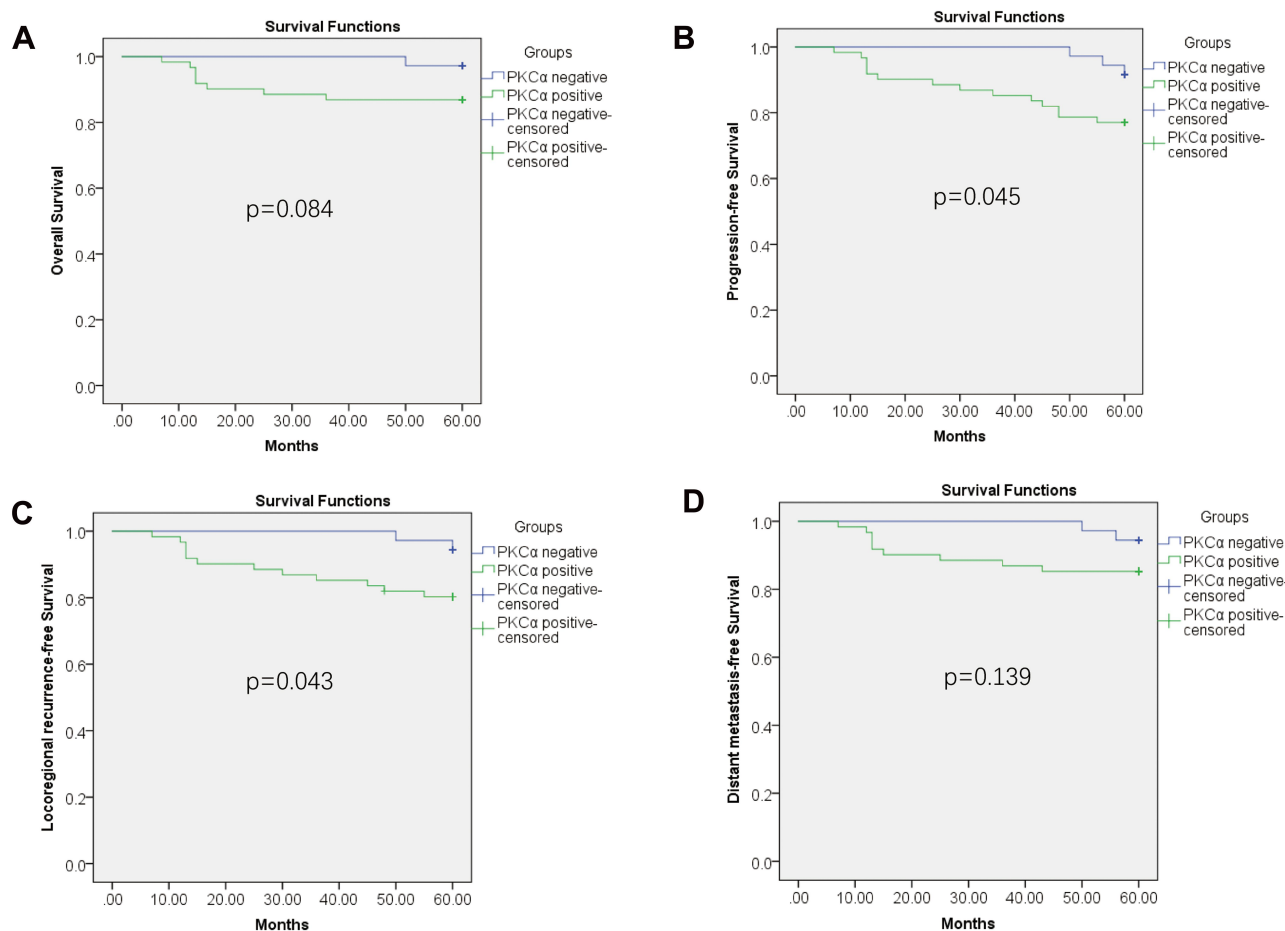 A
Survival Functions
Overall Survival
1.0
0.8
0.6
0.4
0.2
0.0
p=0.084
.00 10.00 20.00 30.00 40.00 50.00 60.00
Months
Groups
PKCα negative
PKCα positive
PKCα negative-
censored
PKCα positive-
censored
B
Survival Functions
Progression-free Survival
1.0
0.8
0.6
0.4
0.2
0.0
p=0.045
.00 10.00 20.00 30.00 40.00 50.00 60.00
Months
Groups
PKCα negative
PKCα positive
PKCα negative-
censored
PKCα positive-
censored
C
Survival Functions
Locoregional recurrence-free Survival
1.0
0.8
0.6
0.4
0.2
0.0
p=0.043
.00 10.00 20.00 30.00 40.00 50.00 60.00
Months
Groups
PKCα negative
PKCα positive
PKCα negative-
censored
PKCα positive-
censored
D
Survival Functions
Distant metastasis-free Survival
1.0
0.8
0.6
0.4
0.2
0.0
p=0.139
.00 10.00 20.00 30.00 40.00 50.00 60.00
Months
Groups
PKCα negative
PKCα positive
PKCα negative-
censored
PKCα positive-
censored